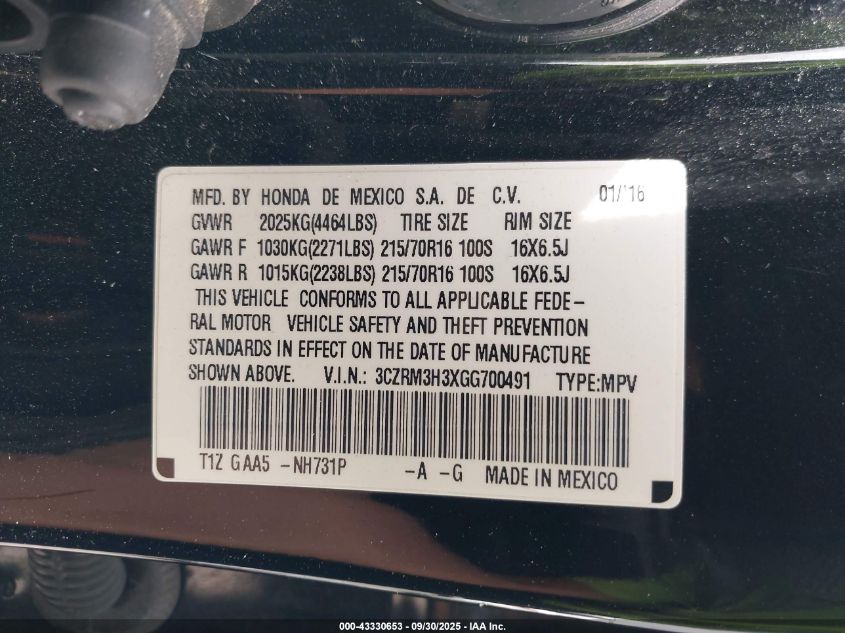 MFD. BY HONDA DE MEXICO S.A. DE C.V. 01/'16
GVWR 2025KG(4464LBS) TIRE SIZE RIM SIZE
GAWR F 1030KG(2271LBS) 215/70R16 100S 16X6.5J
GAWR R 1015KG(2238LBS) 215/70R16 100S 16X6.5J
THIS VEHICLE CONFORMS TO ALL APPLICABLE FEDE-
RAL MOTOR VEHICLE SAFETY AND THEFT PREVENTION
STANDARDS IN EFFECT ON THE DATE OF MANUFACTURE
SHOWN ABOVE. V.I.N.: 3CZRM3H3XGG700491 TYPE:MPV
T1Z GAA5 -NH731P -A -G MADE IN MEXICO
000-43330653 - 09/30/2025 - IAA Inc.